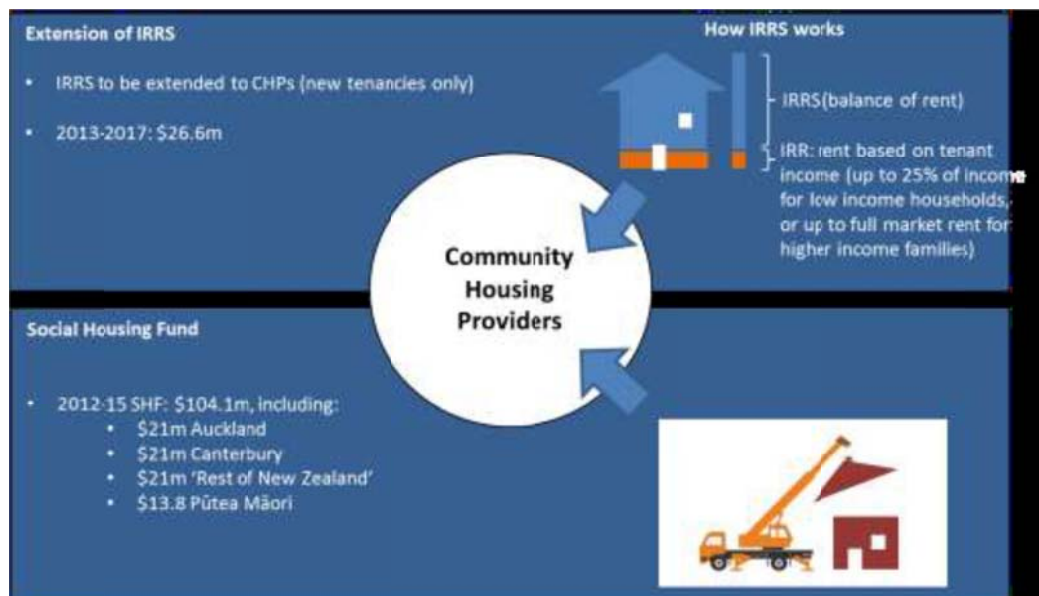 Extension of IRRS
• IRRS to be extended to CHPs (new tenancies only)
• 2013-2017: $26.6m
How IRRS works
IRRS(balance of rent)
IRR: rent based on tenant
income (up to 25% of income
for low income households,
or up to full market rent for
higher income families)
Community
Housing
Providers
Social Housing Fund
• 2012-15 SHF: $104.1m, including:
• $21m Auckland
• $21m Canterbury
• $21m 'Rest of New Zealand'
• $13.8 Pūtea Māori